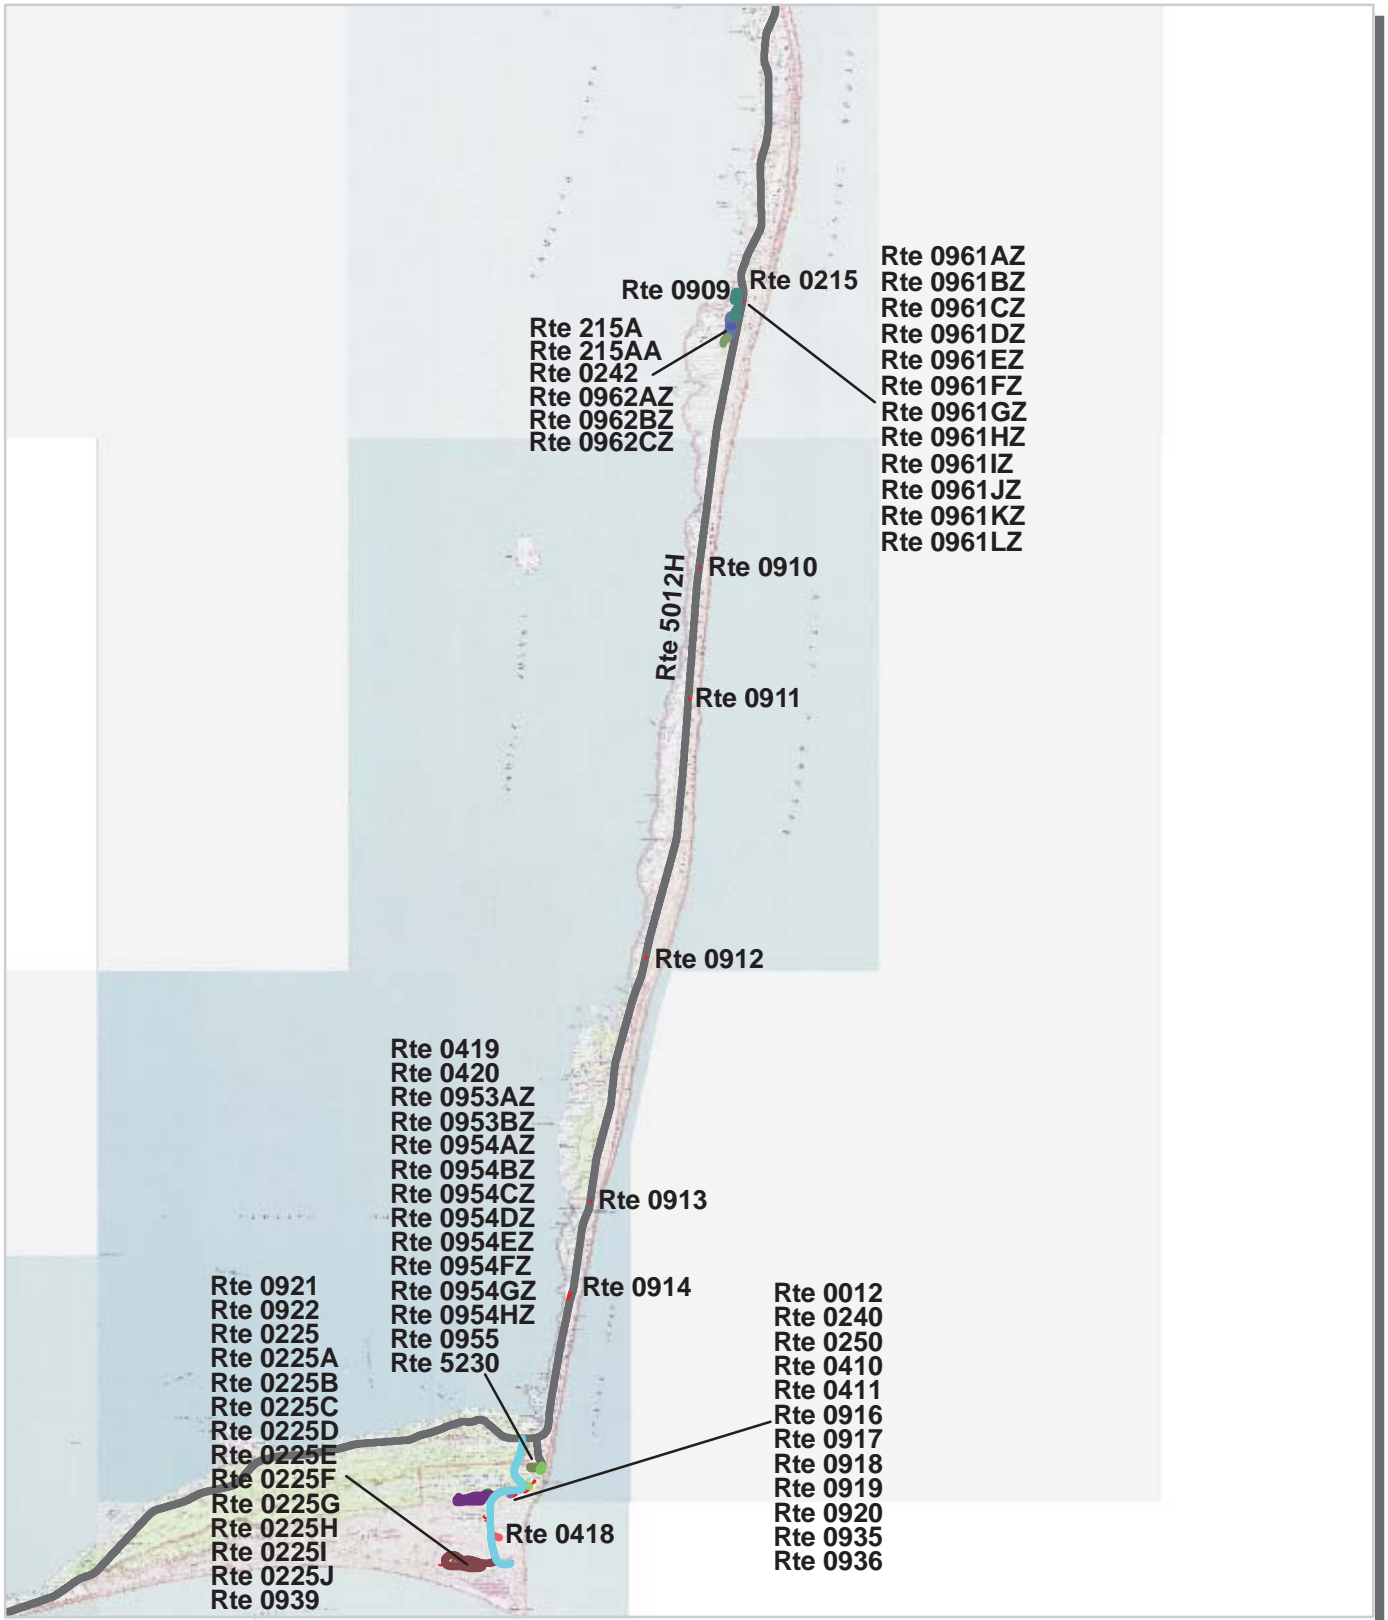 Rte 0961AZ
Rte 0961BZ
Rte 0961CZ
Rte 0961DZ
Rte 0961EZ
Rte 0961FZ
Rte 0961GZ
Rte 0961HZ
Rte 0961IZ
Rte 0961JZ
Rte 0961KZ
Rte 0961LZ
Rte 0909
Rte 0215
Rte 215A
Rte 215AA
Rte 0242
Rte 0962AZ
Rte 0962BZ
Rte 0962CZ
Rte 5012H
Rte 0910
Rte 0911
Rte 0912
Rte 0419
Rte 0420
Rte 0953AZ
Rte 0953BZ
Rte 0954AZ
Rte 0954BZ
Rte 0954CZ
Rte 0954DZ
Rte 0954EZ
Rte 0954FZ
Rte 0954GZ
Rte 0954HZ
Rte 0955
Rte 5230
Rte 0913
Rte 0914
Rte 0921
Rte 0922
Rte 0225
Rte 0225A
Rte 0225B
Rte 0225C
Rte 0225D
Rte 0225E
Rte 0225F
Rte 0225G
Rte 0225H
Rte 0225I
Rte 0225J
Rte 0939
Rte 0012
Rte 0240
Rte 0250
Rte 0410
Rte 0411
Rte 0916
Rte 0917
Rte 0918
Rte 0919
Rte 0920
Rte 0935
Rte 0936
Rte 0418